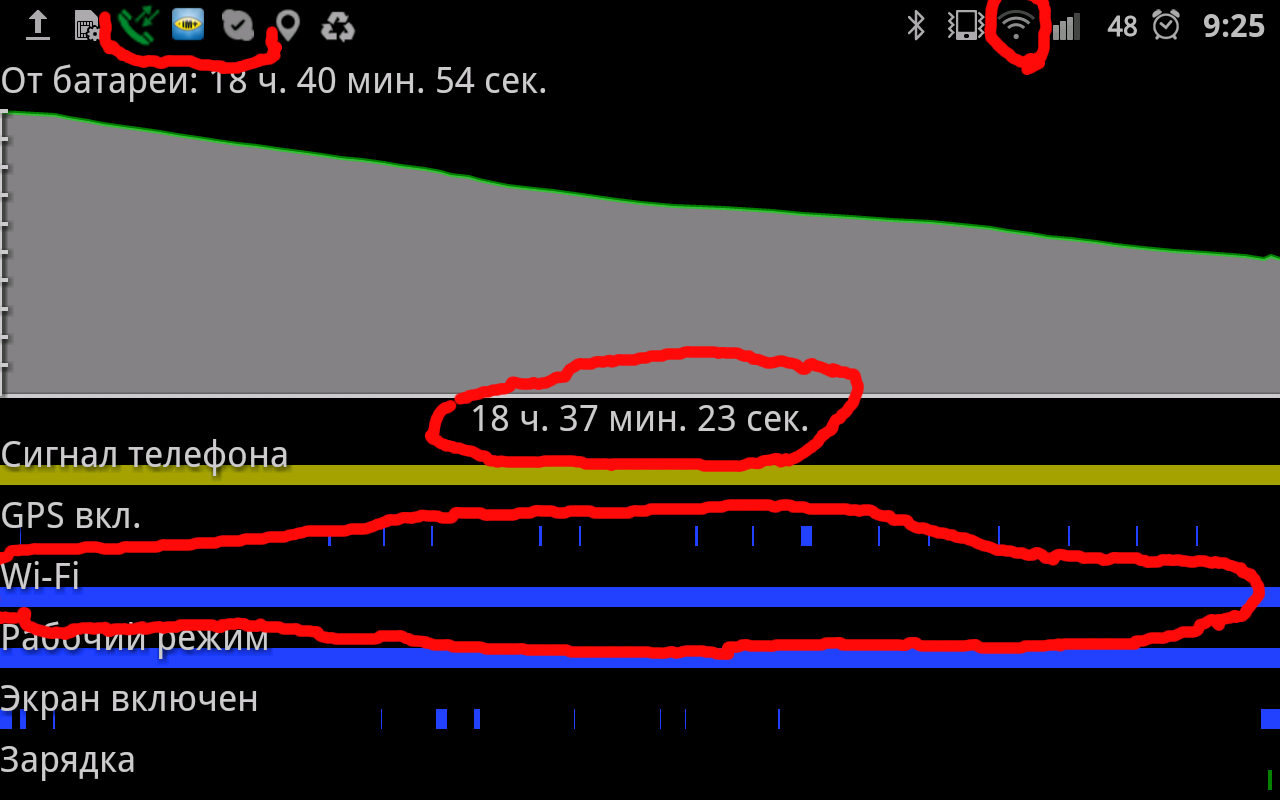 IM+ 48 9:25
От батареи: 18 ч. 40 мин. 54 сек.
18 ч. 37 мин. 23 сек.
Сигнал телефона
GPS вкл.
Wi-Fi
Рабочий режим
Экран включен
Зарядка